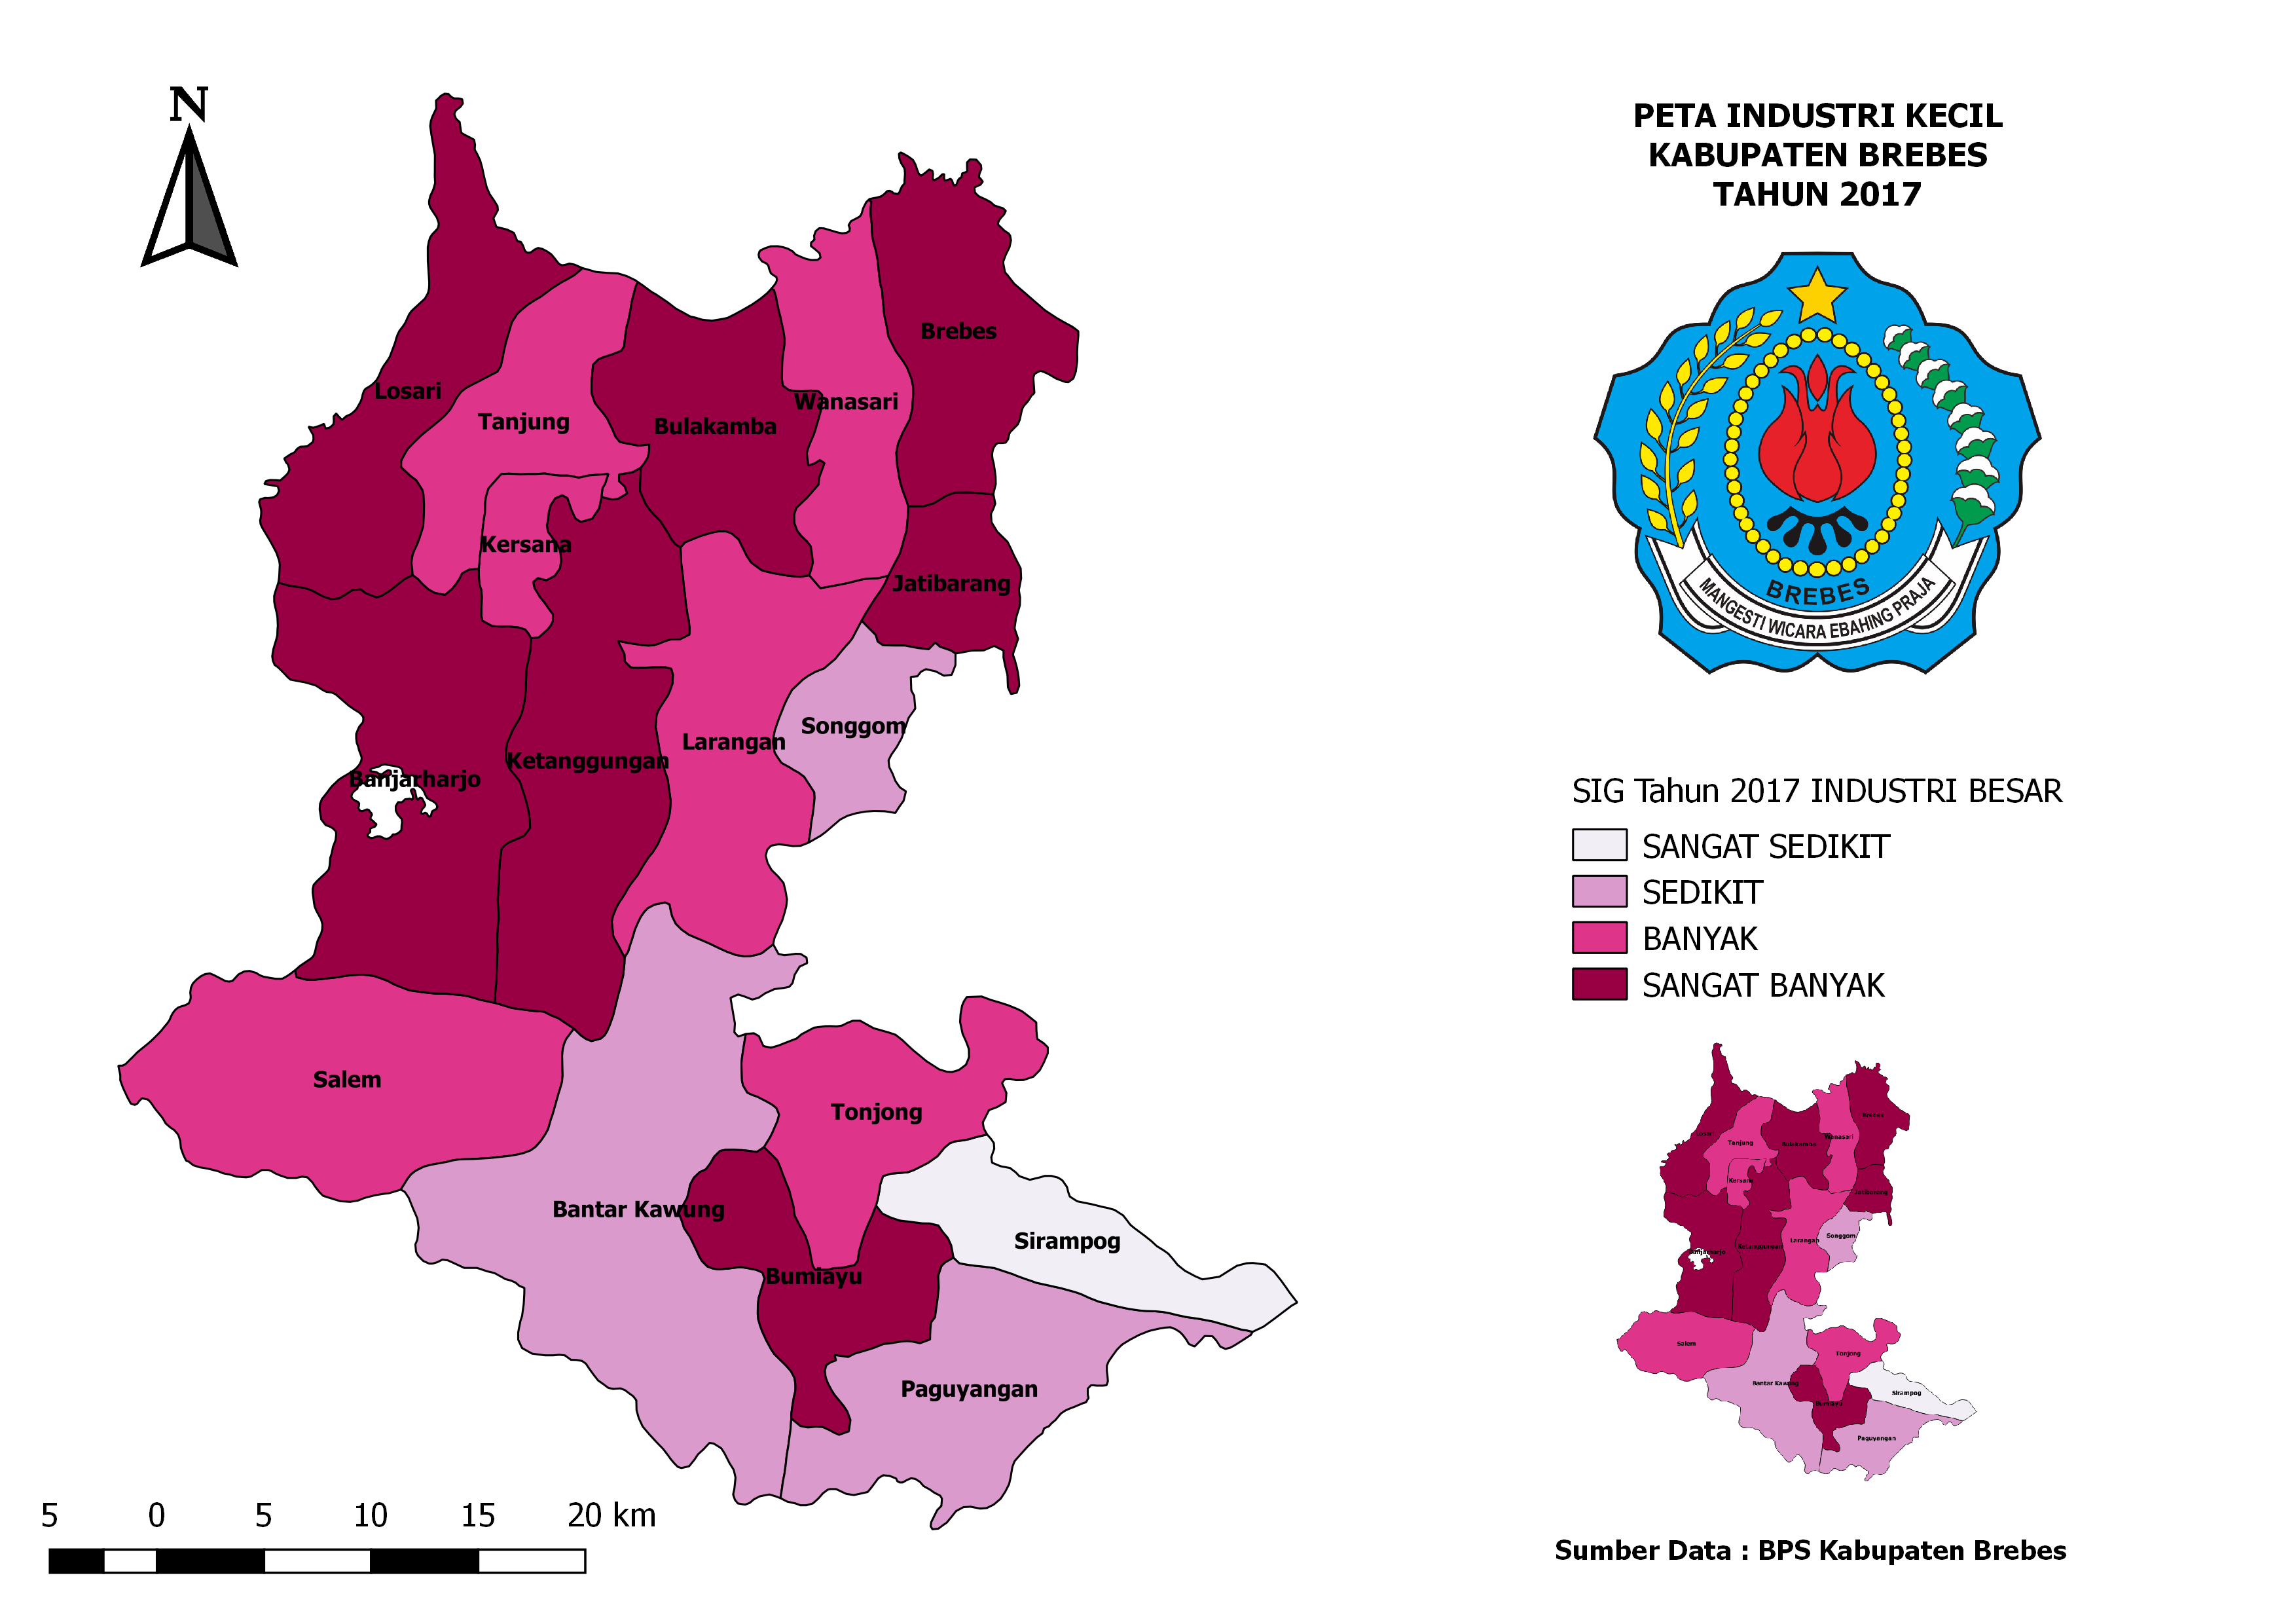 N
PETA INDUSTRI KECIL
KABUPATEN BREBES
TAHUN 2017
Brebes
Losari
Wanasari
Tanjung
Bulakamba
Kersana
Jatibarang
BREBES
MANGESTI WICARA EBAHING PRAJA
Songgom
Larangan
Ketanggungan
Banjarharjo
SIG Tahun 2017 INDUSTRI BESAR
SANGAT SEDIKIT
SEDIKIT
BANYAK
SANGAT BANYAK
Salem
Tonjong
Bantar Kawung
Sirampog
Bumiayu
Paguyangan
Brebes
Losari
Wanasari
Tanjung
Bulakamba
Kersana
Jatibarang
Songgom
Larangan
Ketanggungan
Banjarharjo
Salem
Tonjong
Bantar Kawung
Sirampog
Bumiayu
Paguyangan
5 0 5 10 15 20 km
Sumber Data : BPS Kabupaten Brebes